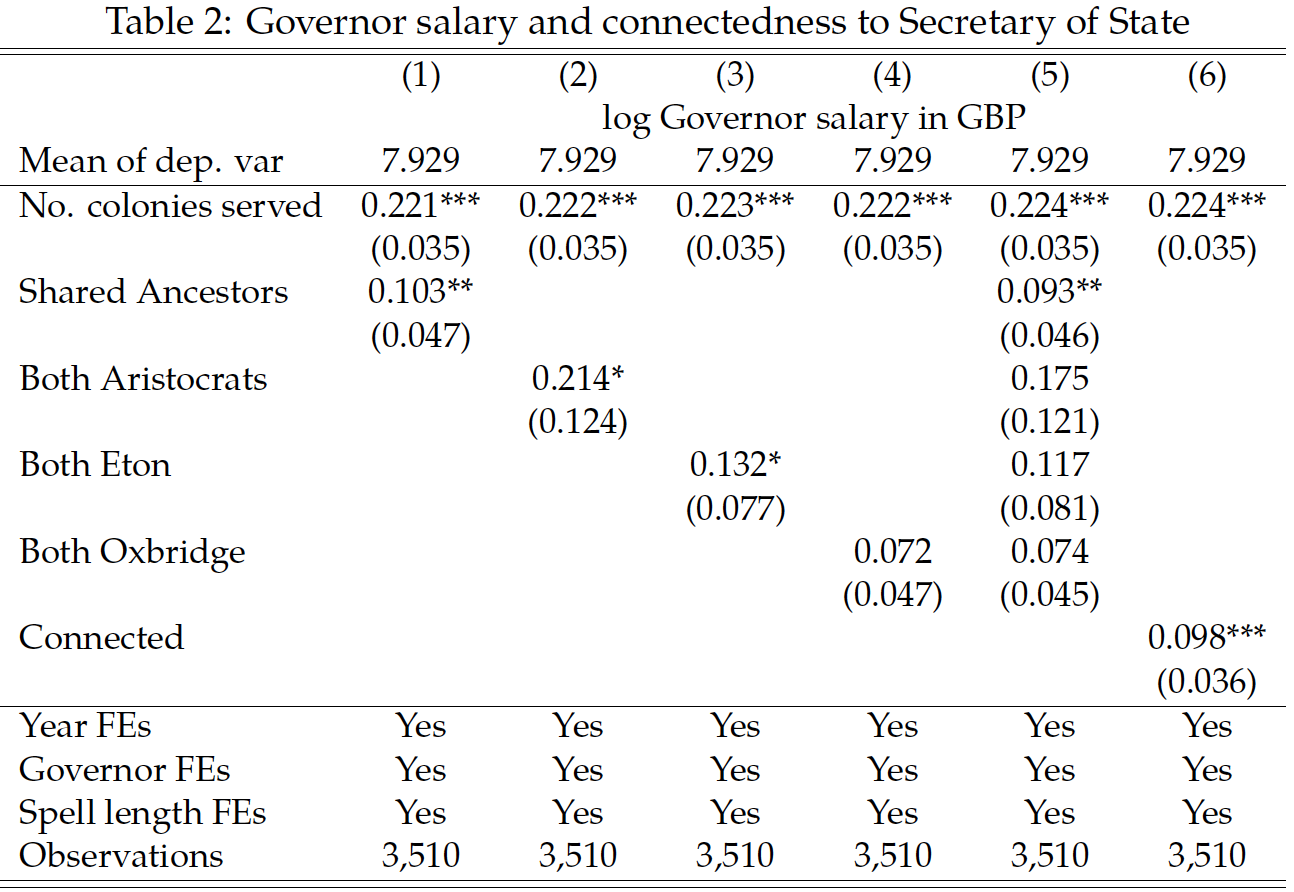 Table 2: Governor salary and connectedness to Secretary of State
(1) (2) (3) (4) (5) (6)
log Governor salary in GBP
Mean of dep. var 7.929 7.929 7.929 7.929 7.929 7.929
No. colonies served 0.221*** 0.222*** 0.223*** 0.222*** 0.224*** 0.224***
(0.035) (0.035) (0.035) (0.035) (0.035) (0.035)
Shared Ancestors 0.103** 0.093**
(0.047) (0.046)
Both Aristocrats 0.214* 0.175
(0.124) (0.121)
Both Eton 0.132* 0.117
(0.077) (0.081)
Both Oxbridge 0.072 0.074
(0.047) (0.045)
Connected 0.098***
(0.036)
Year FEs Yes Yes Yes Yes Yes Yes
Governor FEs Yes Yes Yes Yes Yes Yes
Spell length FEs Yes Yes Yes Yes Yes Yes
Observations 3,510 3,510 3,510 3,510 3,510 3,510